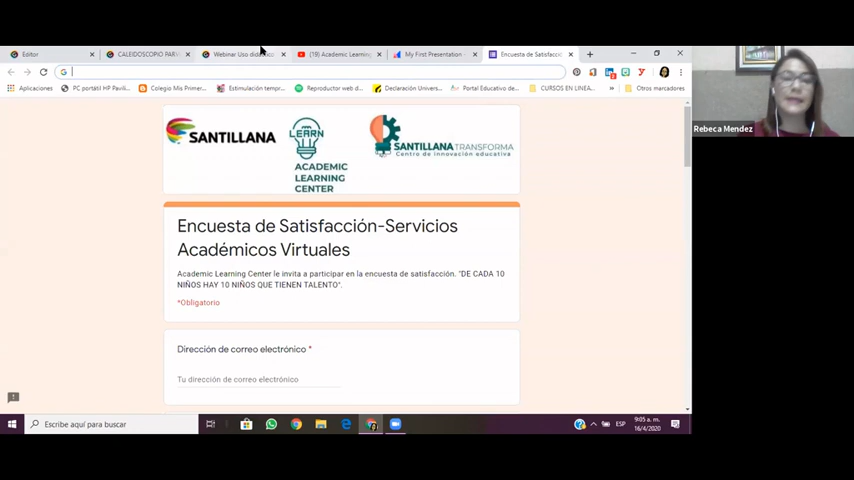 Editor
CALEIDOSCOPIO PAR
Webinar Uso didáctico
(19) Academic Learning
My First Presentation
Encuesta de Satisfacció
Aplicaciones
PC portátil HP Pavili...
Colegio Mis Primer...
Estimulación tempr...
Reproductor web d...
Declaración Univers...
Portal Educativo de...
CURSOS EN LINEA...
»
Otros marcadores
Rebeca Mendez
SANTILLANA
LEARN
ACADEMIC
LEARNING
CENTER
SANTILLANA TRANSFORMA
Centro de innovación educativa
Encuesta de Satisfacción-Servicios
Académicos Virtuales
Academic Learning Center le invita a participar en la encuesta de satisfacción. "DE CADA 10
NIÑOS HAY 10 NIÑOS QUE TIENEN TALENTO".
*Obligatorio
Dirección de correo electrónico *
Tu dirección de correo electrónico
Escribe aquí para buscar
ESP
9:05 a. m.
16/4/2020